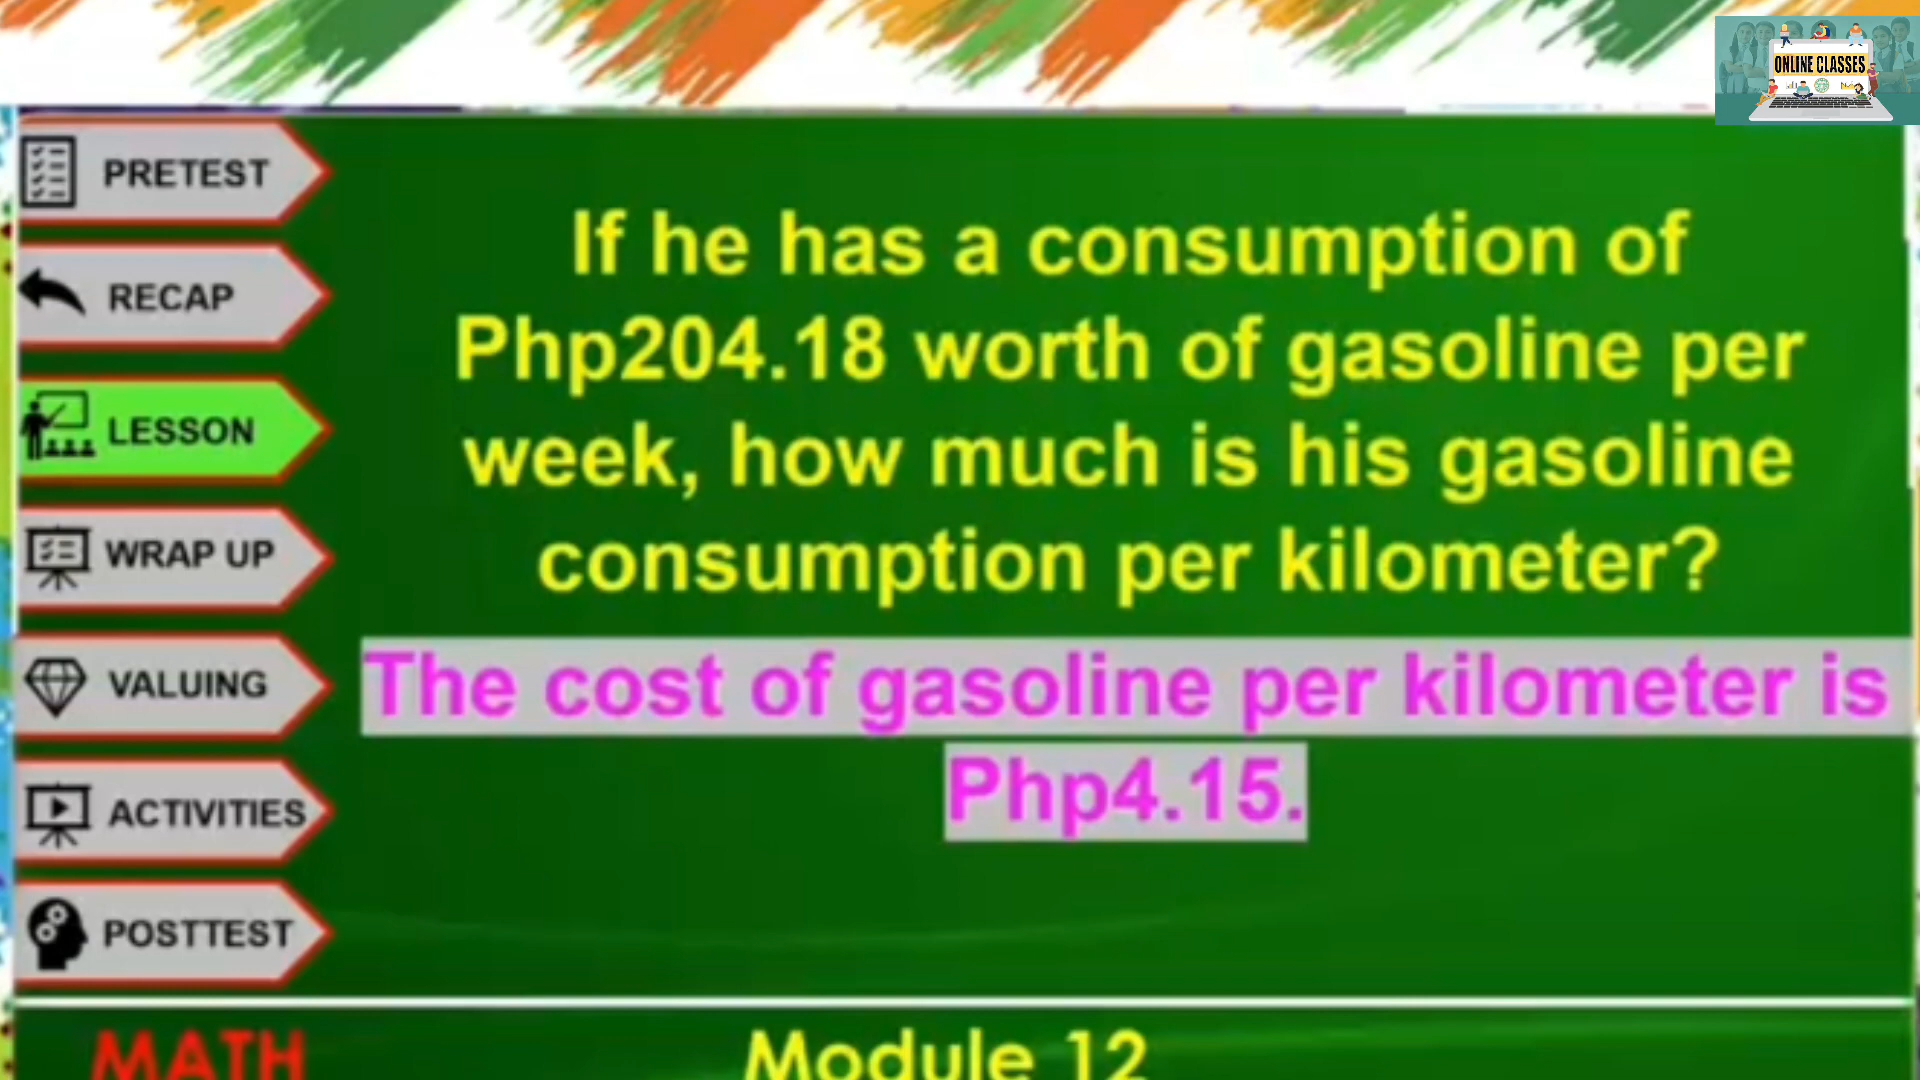 ONLINE CLASSES
PRETEST
RECAP
LESSON
WRAP UP
VALUING
ACTIVITIES
POSTTEST
If he has a consumption of
Php204.18 worth of gasoline per
week, how much is his gasoline
consumption per kilometer?
The cost of gasoline per kilometer is
Php4.15.
MATH
Module 12